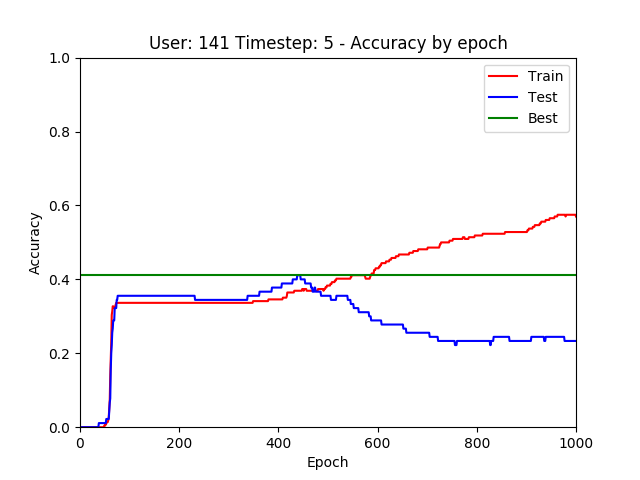 User: 141 Timestep: 5 - Accuracy by epoch
1.0
0.8
0.6
0.4
0.2
0.0
Accuracy
Train
Test
Best
0 200 400 600 800 1000
Epoch